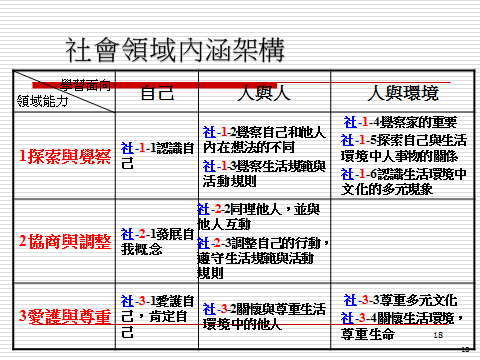 社會領域內涵架構
學習面向
領域能力
自己
人與人
人與環境
1探索與覺察
社-1-1認識自
己
社-1-2覺察自己和他人
內在想法的不同
社-1-3覺察生活規範與
活動規則
社-1-4覺察家的重要
社-1-5探索自己與生活
環境中人事物的關係
社-1-6認識生活環境中
文化的多元現象
2協商與調整
社-2-1發展自
我概念
社-2-2同理他人，並與
他人互動
社-2-3調整自己的行動，
遵守生活規範與活動
規則
3愛護與尊重
社-3-1愛護自
己，肯定自
己
社-3-2關懷與尊重生活
環境中的他人
社-3-3尊重多元文化
社-3-4關懷生活環境，
尊重生命
18
18